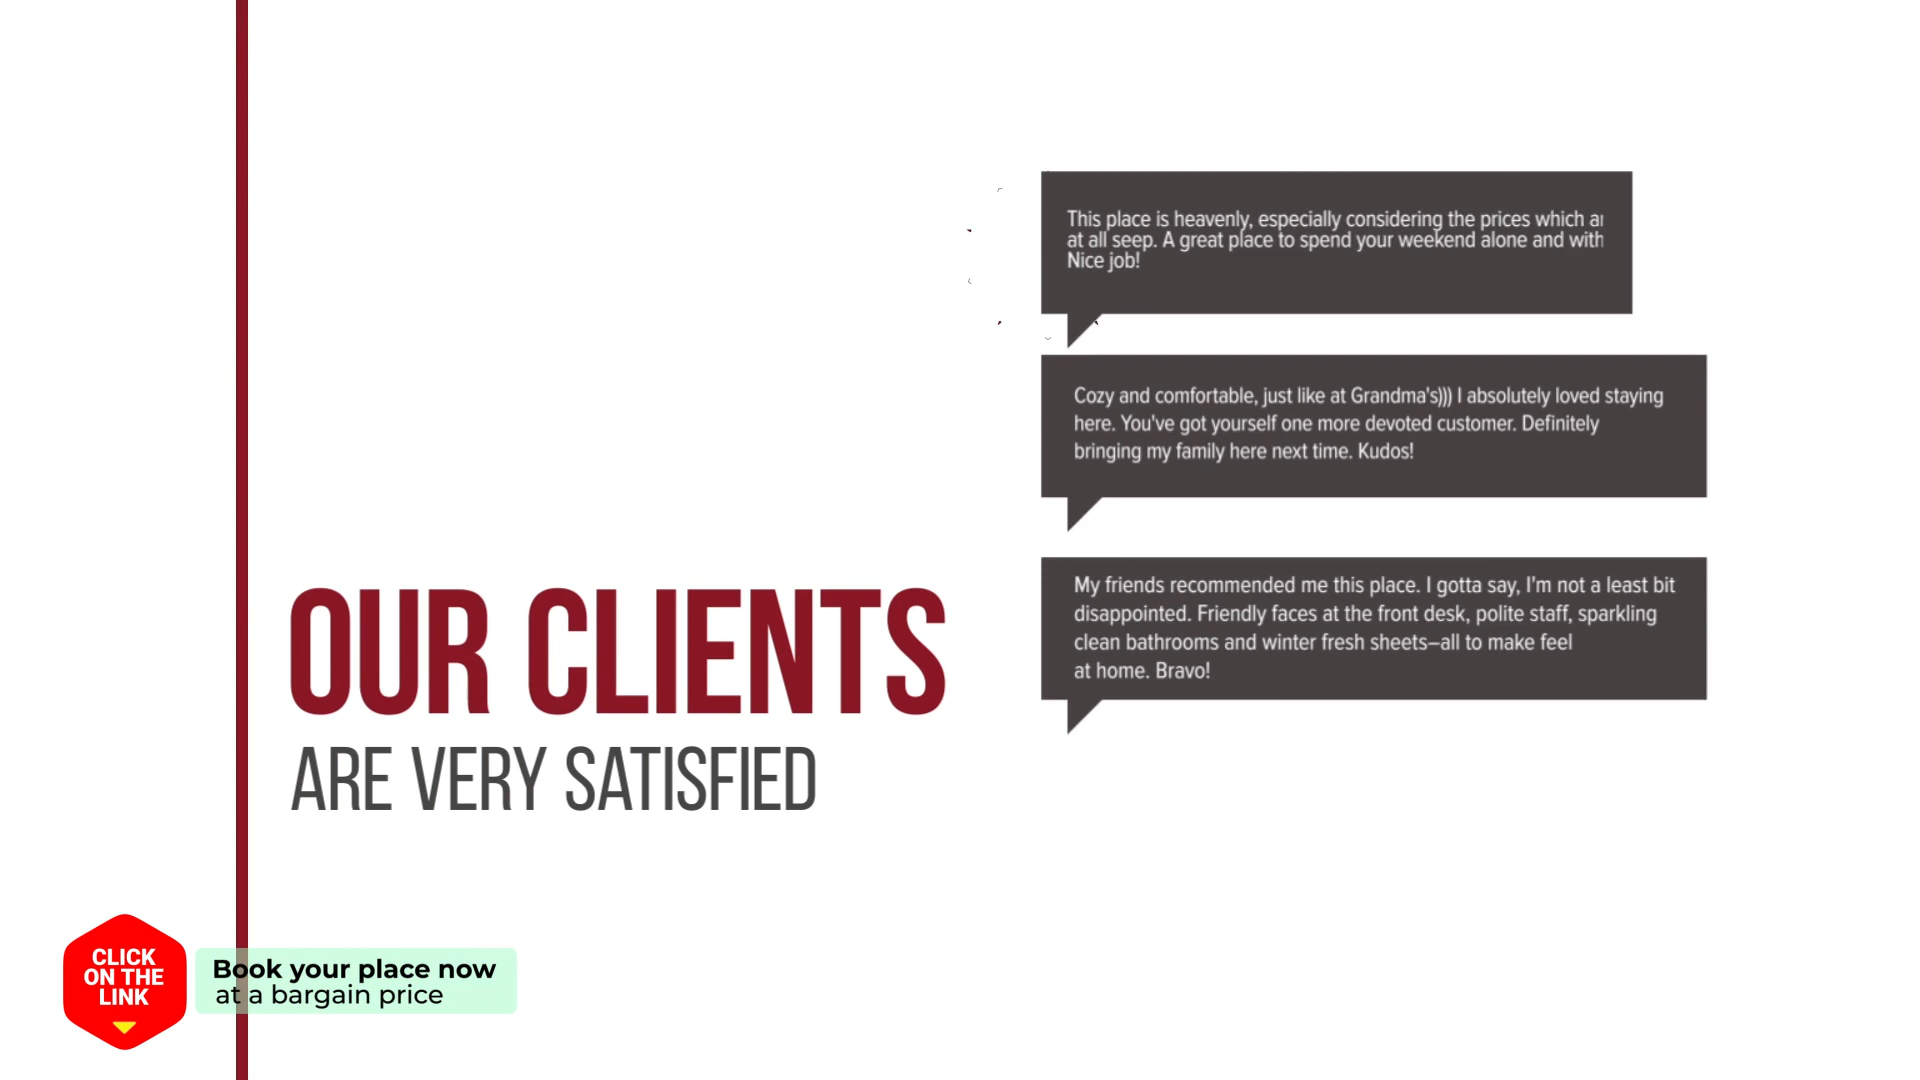 This place is heavenly, especially considering the prices which
at all seep. A great place to spend your weekend alone and with
Nice job!
Cozy and comfortable, just like at Grandma's))) I absolutely loved staying
here. You've got yourself one more devoted customer. Definitely
bringing my family here next time. Kudos!
My friends recommended me this place. I gotta say, I'm not a least bit
disappointed. Friendly faces at the front desk, polite staff, sparkling
clean bathrooms and winter fresh sheets–all to make feel
at home. Bravo!
OUR CLIENTS
ARE VERY SATISFIED
CLICK
ON THE
LINK
Book your place now
at a bargain price